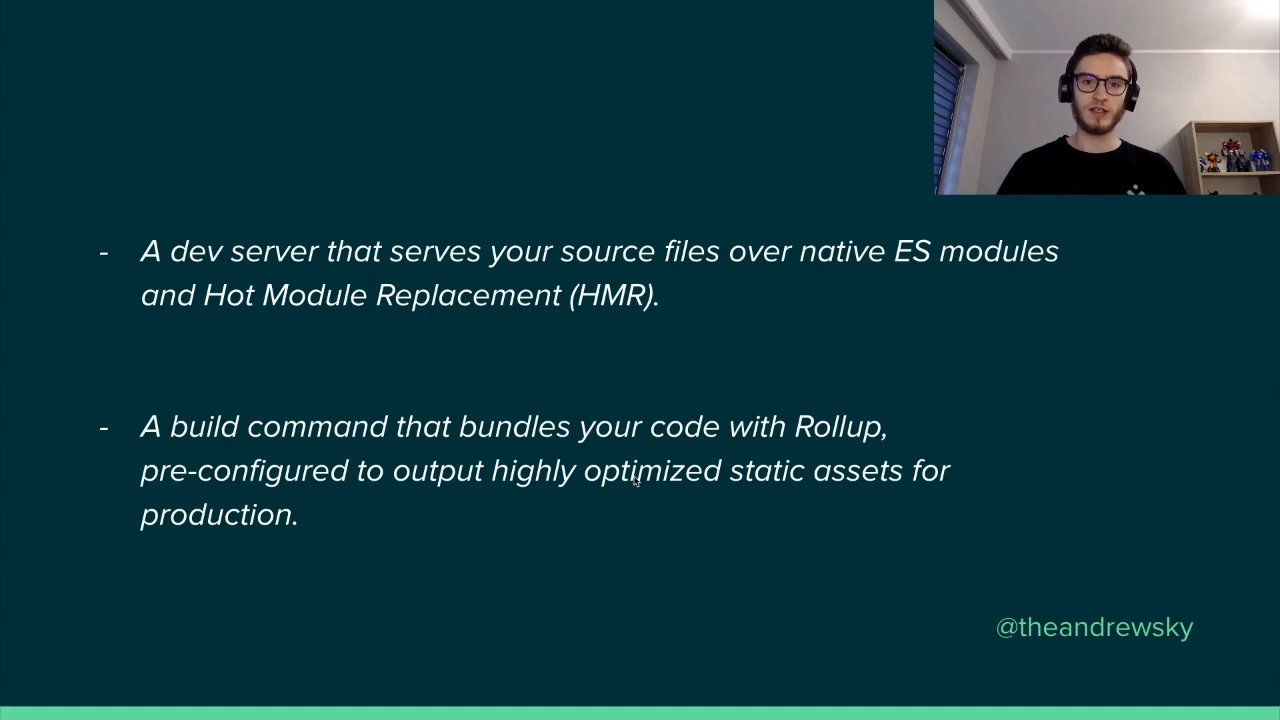 - A dev server that serves your source files over native ES modules
and Hot Module Replacement (HMR).
- A build command that bundles your code with Rollup,
pre-configured to output highly optimized static assets for
production.
@theandrewsky